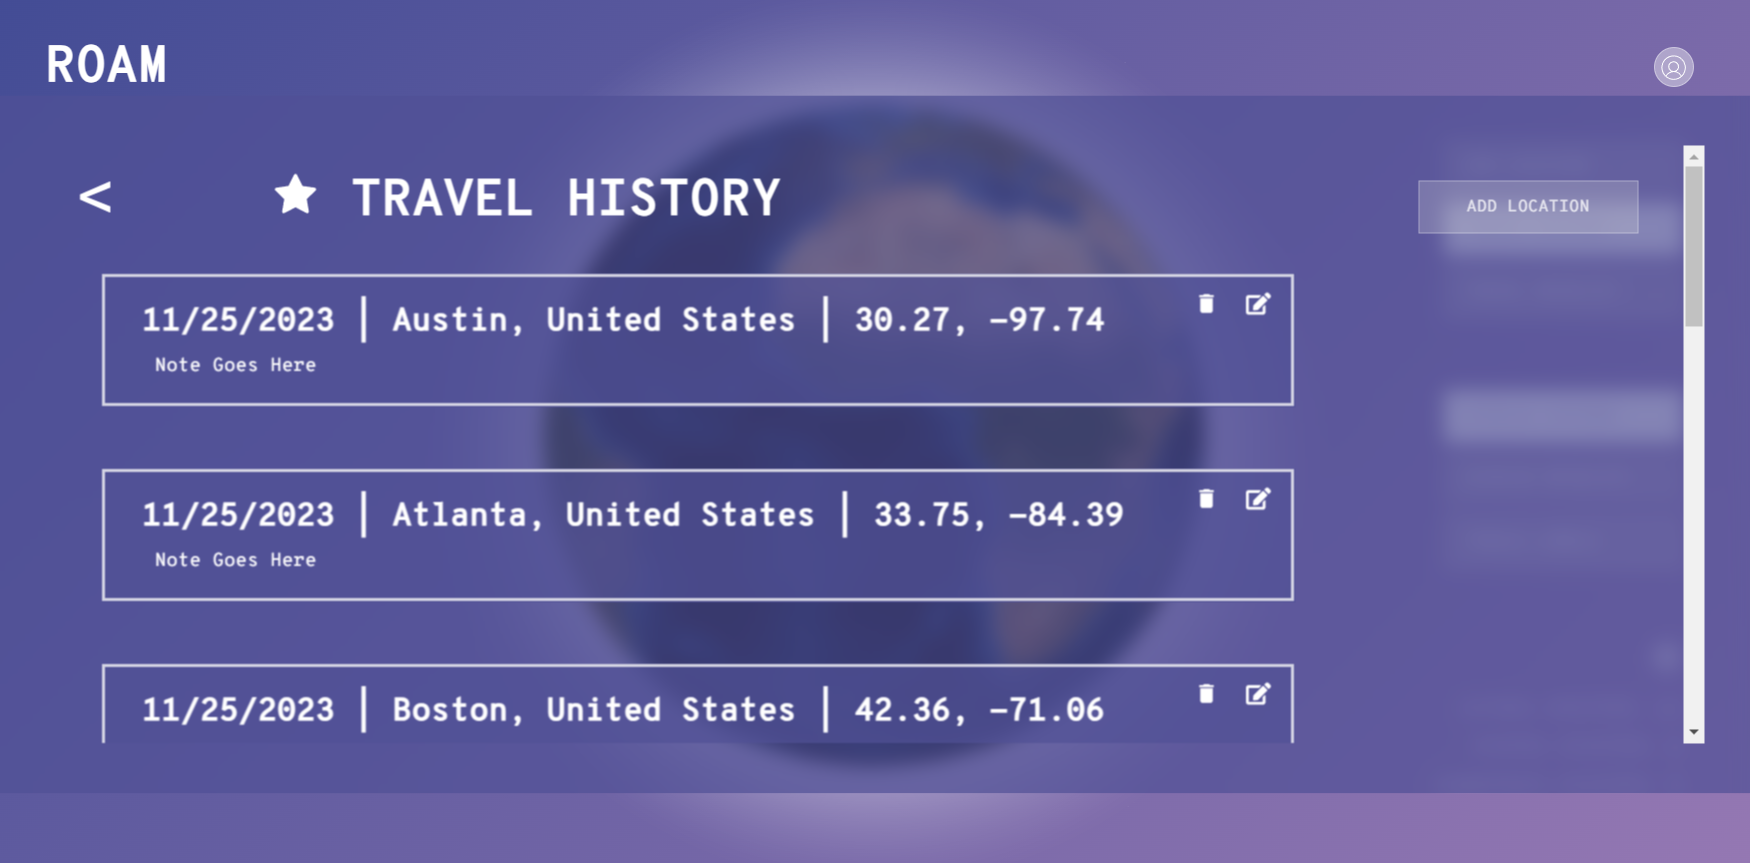 ROAM
< ★ TRAVEL HISTORY
ADD LOCATION
11/25/2023 | Austin, United States | 30.27, -97.74
Note Goes Here
11/25/2023 | Atlanta, United States | 33.75, -84.39
Note Goes Here
11/25/2023 | Boston, United States | 42.36, -71.06